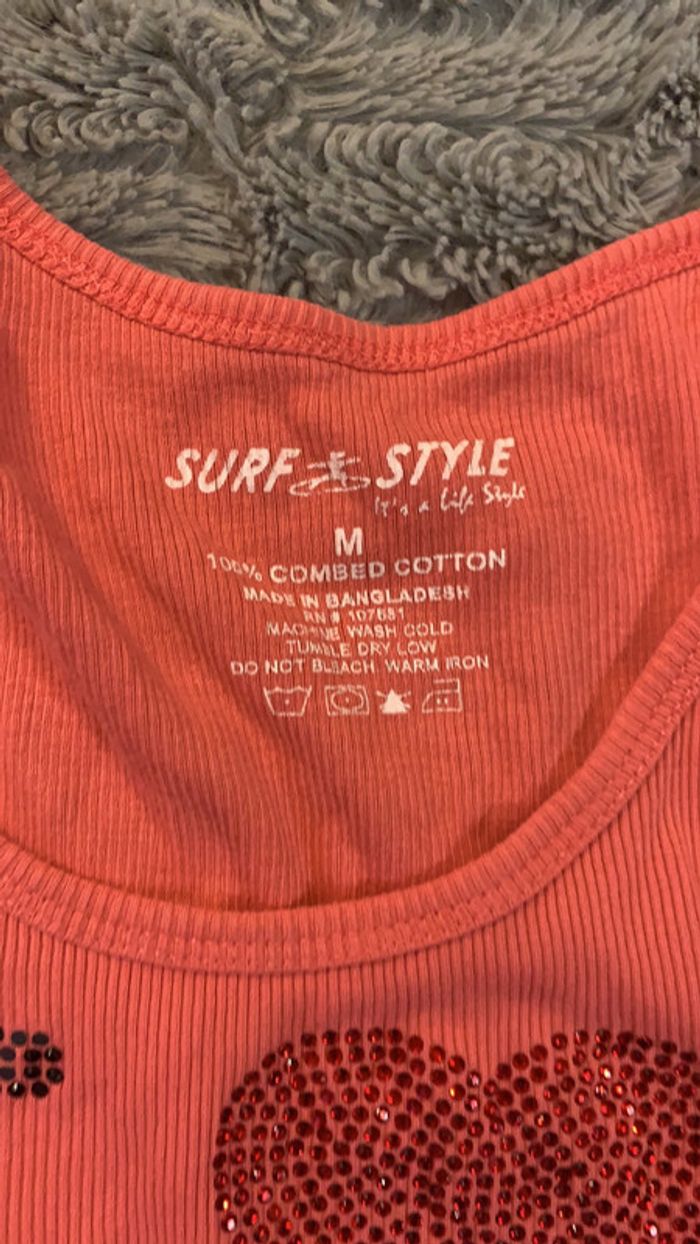 SURF STYLE
It's a Life Style
M
100% COMBED COTTON
MADE IN BANGLADESH
RN # 107581
MACHINE WASH COLD
TUMBLE DRY LOW
DO NOT BLEACH WARM IRON